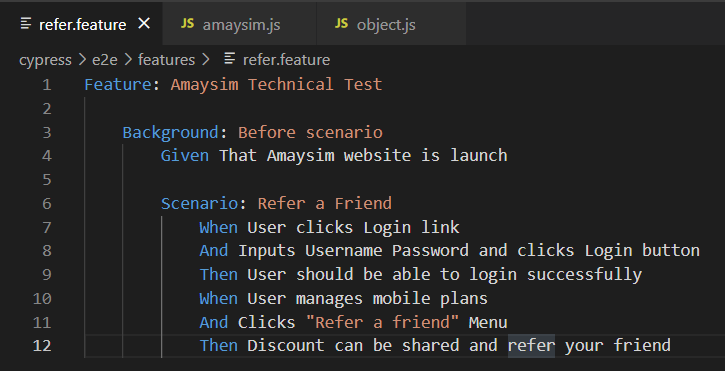 refer.feature JS amaysim.js JS object.js
cypress > e2e > features > refer.feature
1 Feature: Amaysim Technical Test
2
3 Background: Before scenario
4 Given That Amaysim website is launch
5
6 Scenario: Refer a Friend
7 When User clicks Login link
8 And Inputs Username Password and clicks Login button
9 Then User should be able to login successfully
10 When User manages mobile plans
11 And Clicks "Refer a friend" Menu
12 Then Discount can be shared and refer your friend